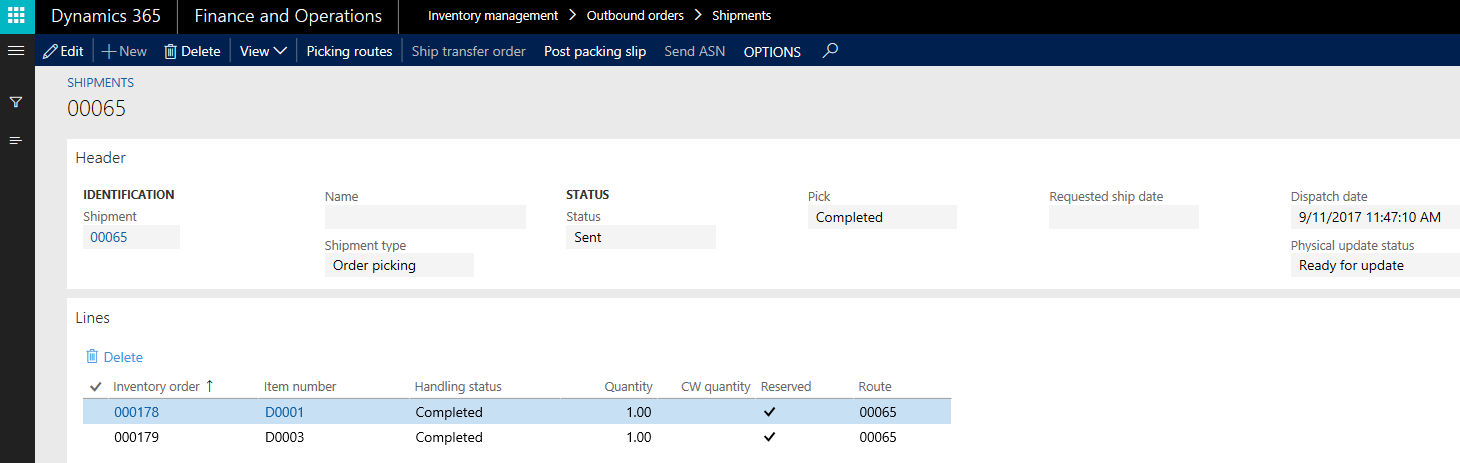 Dynamics 365 Finance and Operations Inventory management > Outbound orders > Shipments
Edit + New Delete View Picking routes Ship transfer order Post packing slip Send ASN OPTIONS
SHIPMENTS
00065
Header
IDENTIFICATION Name STATUS Pick Requested ship date Dispatch date
Shipment Status Completed 9/11/2017 11:47:10 AM
00065 Shipment type Sent Physical update status
Order picking Ready for update
Lines
Delete
Inventory order ↑ Item number Handling status Quantity CW quantity Reserved Route
000178 D0001 Completed 1.00 ✓ 00065
000179 D0003 Completed 1.00 ✓ 00065